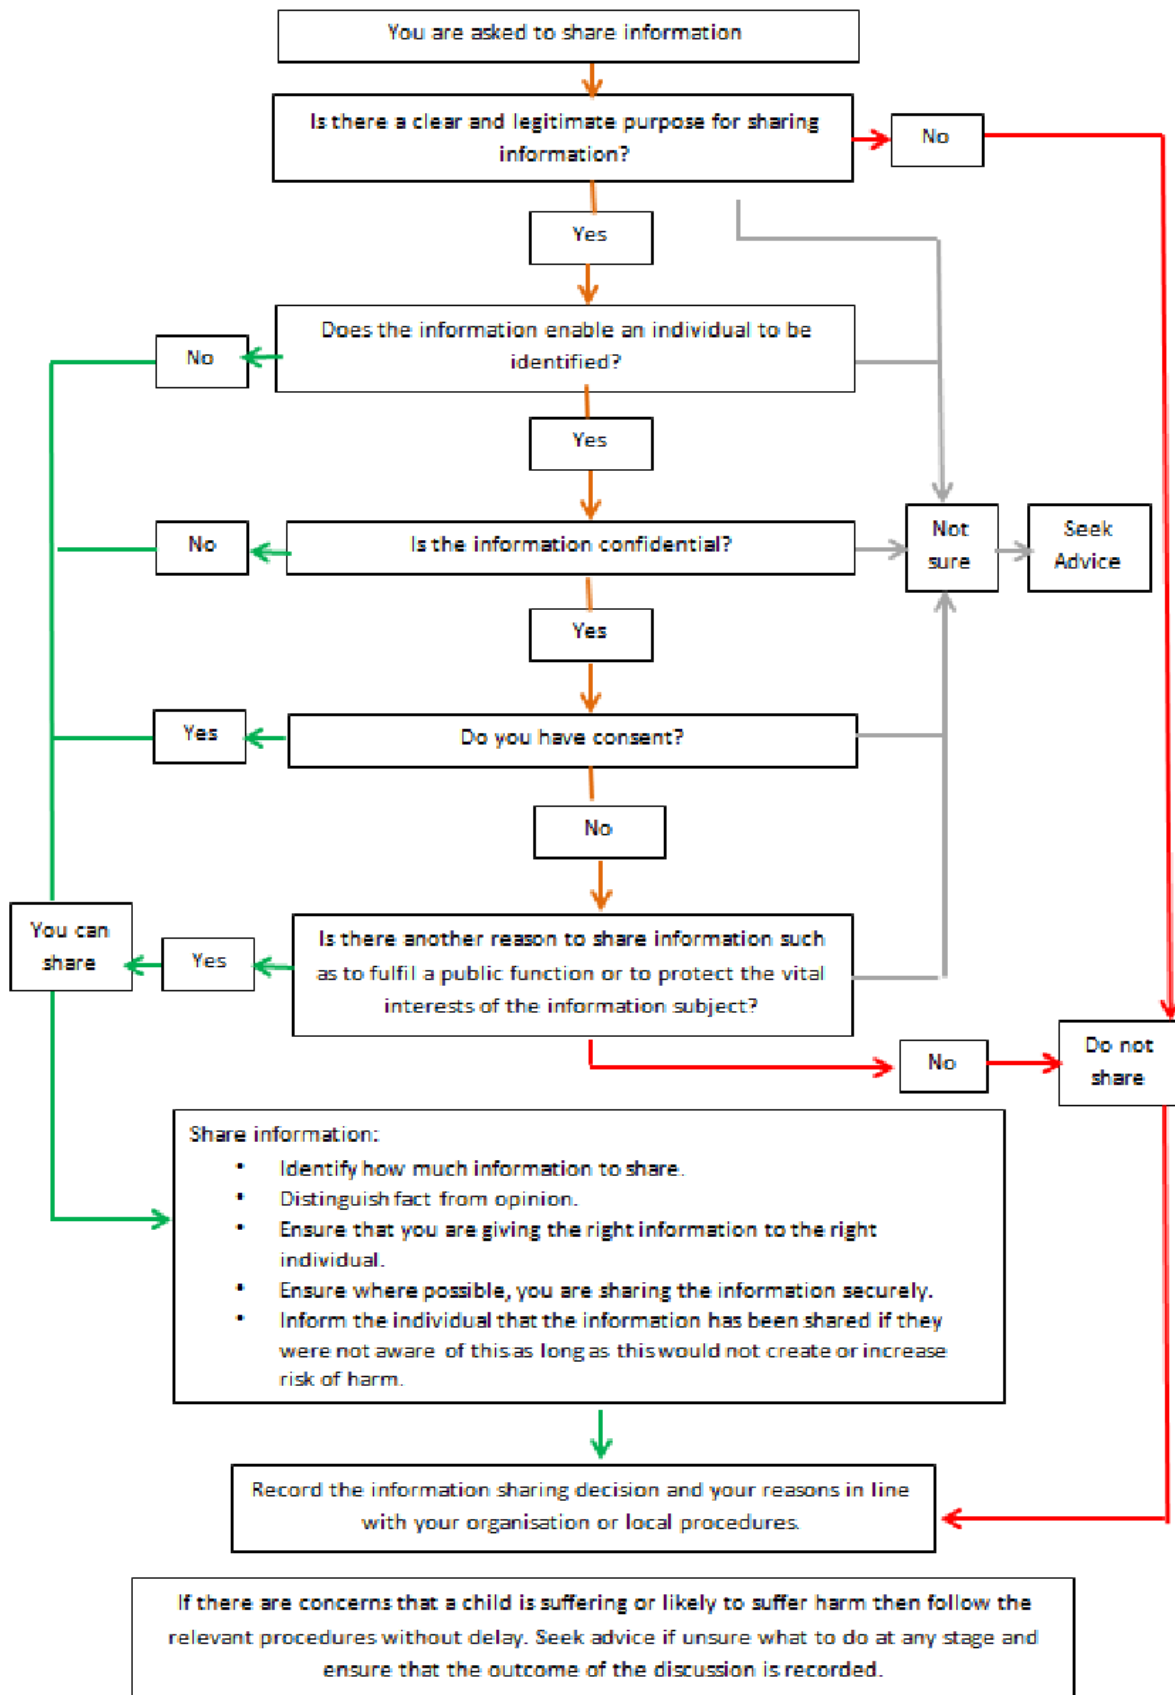 You are asked to share information
Is there a clear and legitimate purpose for sharing
information?
No
Yes
Does the information enable an individual to be
identified?
No
Yes
Is the information confidential?
No
Not
sure
Seek
Advice
Yes
Do you have consent?
Yes
No
Is there another reason to share information such
as to fulfil a public function or to protect the vital
interests of the information subject?
Yes
You can
share
No
Do not
share
Share information:
• Identify how much information to share.
• Distinguish fact from opinion.
• Ensure that you are giving the right information to the right
individual.
• Ensure where possible, you are sharing the information securely.
• Inform the individual that the information has been shared if they
were not aware of this as long as this would not create or increase
risk of harm.
Record the information sharing decision and your reasons in line
with your organisation or local procedures.
If there are concerns that a child is suffering or likely to suffer harm then follow the
relevant procedures without delay. Seek advice if unsure what to do at any stage and
ensure that the outcome of the discussion is recorded.